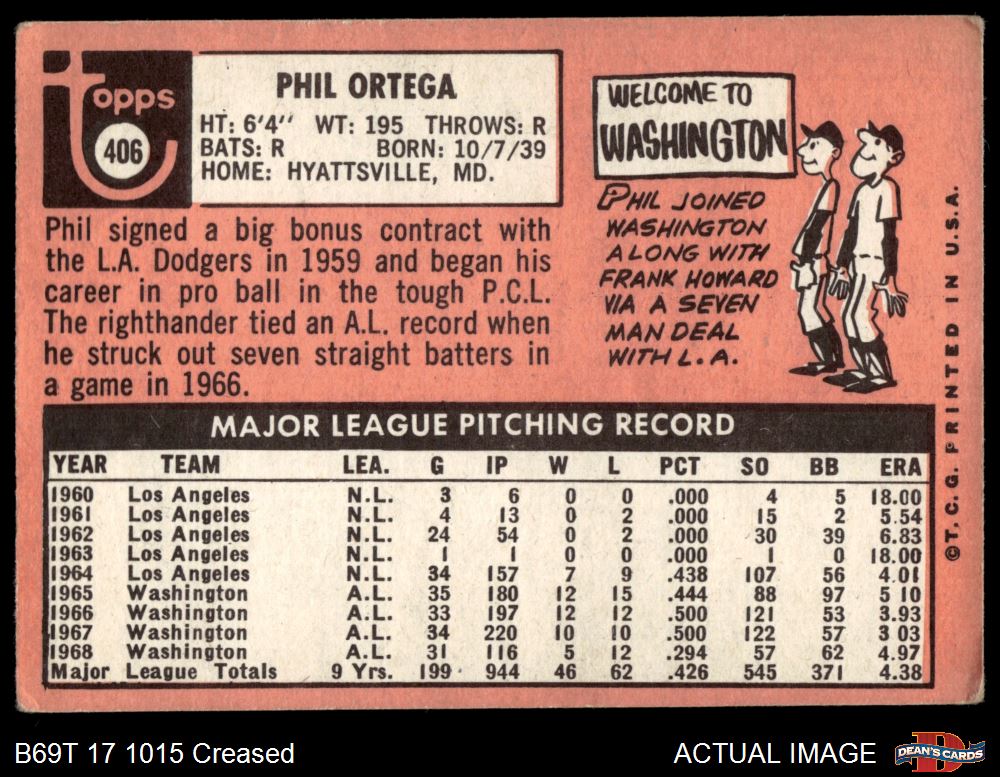 Topps
406
PHIL ORTEGA
HT: 6'4" WT: 195 THROWS: R
BATS: R BORN: 10/7/39
HOME: HYATTSVILLE, MD.
Phil signed a big bonus contract with
the L.A. Dodgers in 1959 and began his
career in pro ball in the tough P.C.L.
The righthander tied an A.L. record when
he struck out seven straight batters in
a game in 1966.
WELCOME TO
WASHINGTON
PHIL JOINED
WASHINGTON
ALONG WITH
FRANK HOWARD
VIA A SEVEN
MAN DEAL
WITH L.A.
MAJOR LEAGUE PITCHING RECORD
YEAR TEAM LEA. G IP W L PCT SO BB ERA
1960 Los Angeles N.L. 3 6 0 0 .000 4 5 18.00
1961 Los Angeles N.L. 4 13 0 2 .000 15 2 5.54
1962 Los Angeles N.L. 24 54 0 2 .000 30 39 6.83
1963 Los Angeles N.L. 1 1 0 0 .000 1 0 18.00
1964 Los Angeles N.L. 34 157 7 9 .438 107 56 4.01
1965 Washington A.L. 35 180 12 15 .444 88 97 5 10
1966 Washington A.L. 33 197 12 12 .500 121 53 3.93
1967 Washington A.L. 34 220 10 10 .500 122 57 3 03
1968 Washington A.L. 31 116 5 12 .294 57 62 4.97
Major League Totals 9 Yrs. 199 944 46 62 .426 545 371 4.38
©T.C.G. PRINTED IN U.S.A.
B69T 17 1015 Creased
ACTUAL IMAGE
DEAN'S CARDS